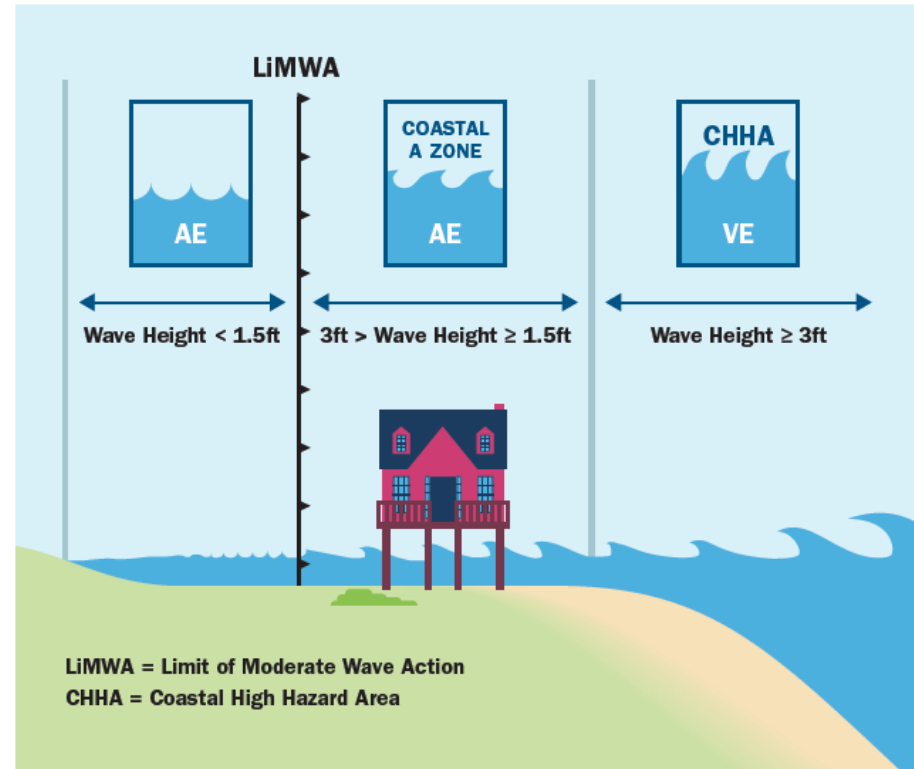 LiMWA
COASTAL
A ZONE
CHHA
AE
AE
VE
Wave Height < 1.5ft
3ft > Wave Height ≥ 1.5ft
Wave Height ≥ 3ft
LiMWA = Limit of Moderate Wave Action
CHHA = Coastal High Hazard Area